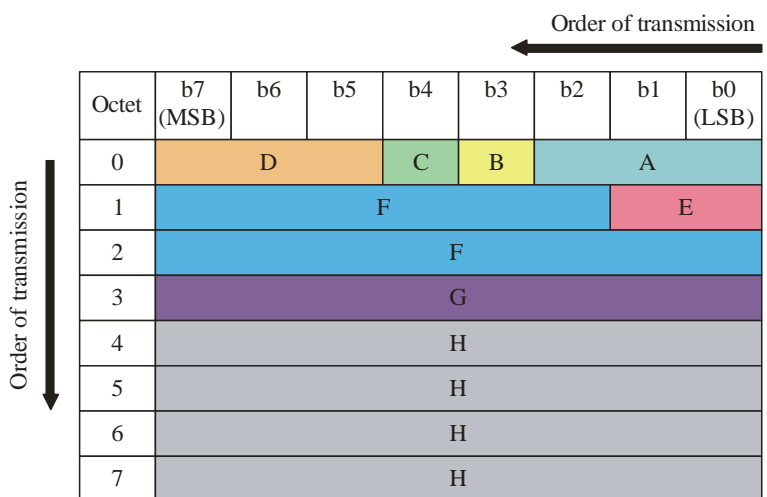 Order of transmission
Octet b7 (MSB) b6 b5 b4 b3 b2 b1 b0 (LSB)
0 D C B A
1 F E
2 F
3 G
4 H
5 H
6 H
7 H
Order of transmission